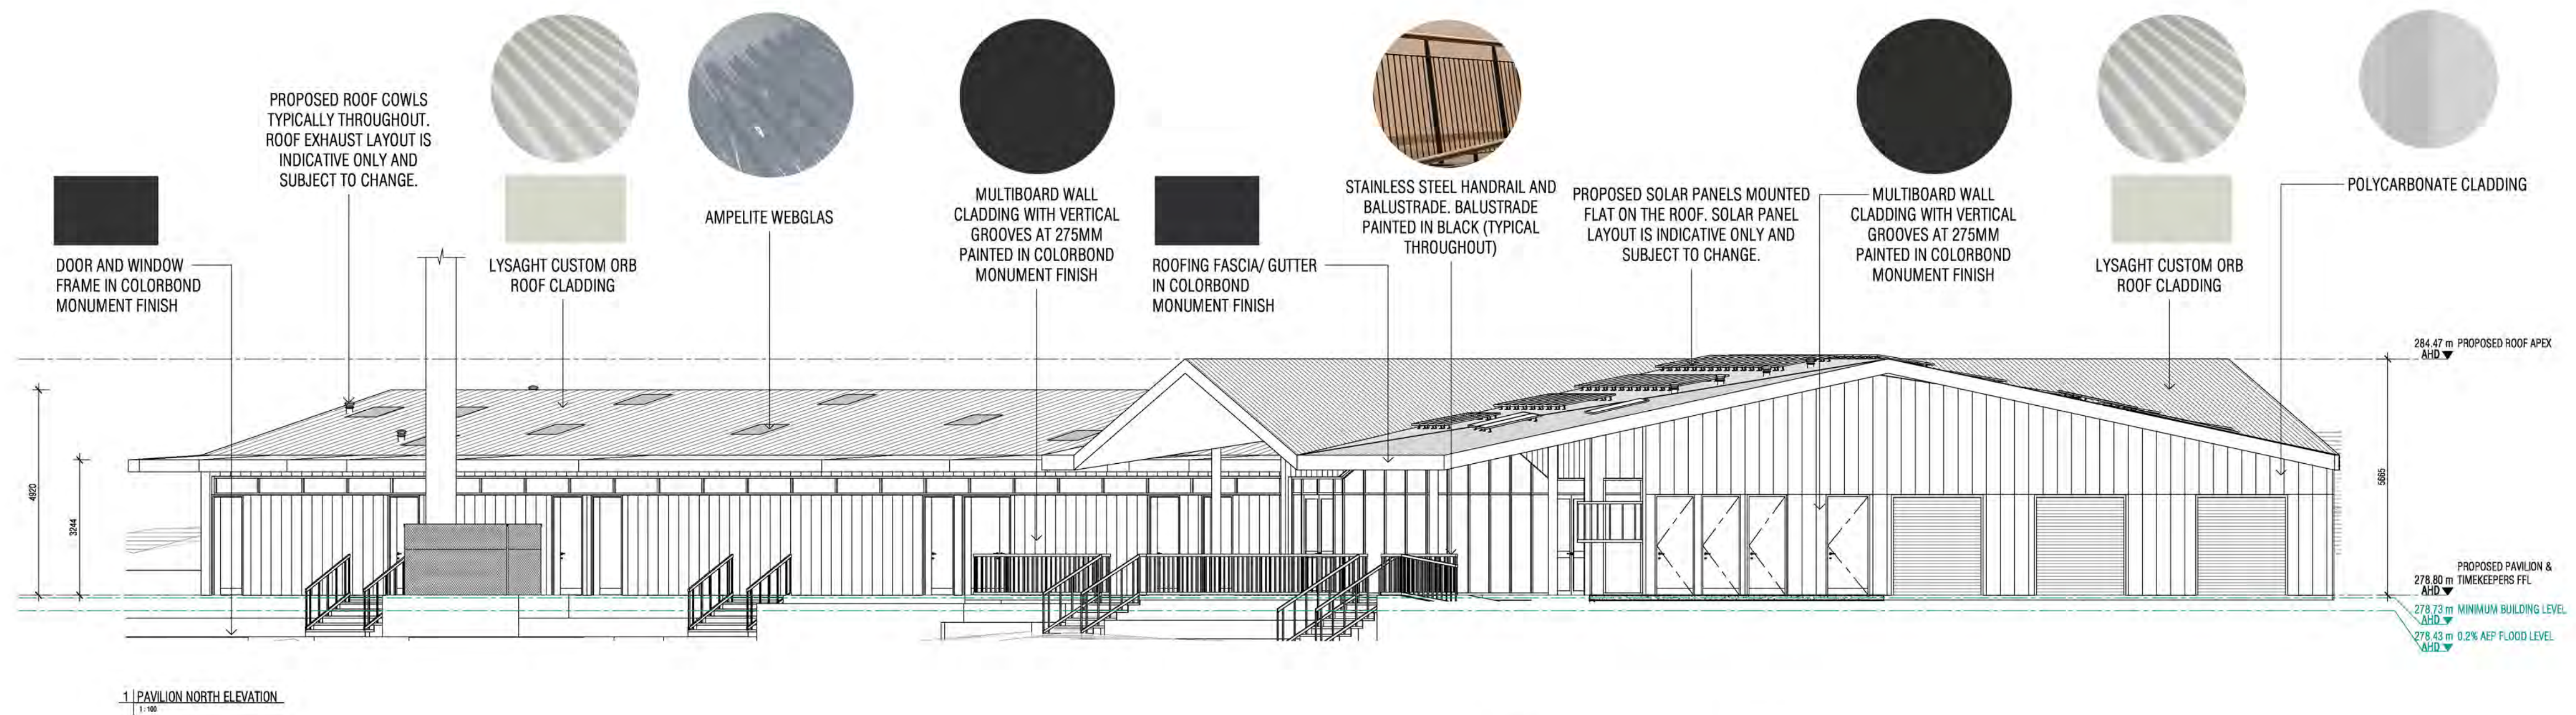 PROPOSED ROOF COWLS
TYPICALLY THROUGHOUT.
ROOF EXHAUST LAYOUT IS
INDICATIVE ONLY AND
SUBJECT TO CHANGE.
DOOR AND WINDOW
FRAME IN COLORBOND
MONUMENT FINISH
LYSAGHT CUSTOM ORB
ROOF CLADDING
AMPELITE WEBGLAS
MULTIBOARD WALL
CLADDING WITH VERTICAL
GROOVES AT 275MM
PAINTED IN COLORBOND
MONUMENT FINISH
ROOFING FASCIA/ GUTTER
IN COLORBOND
MONUMENT FINISH
STAINLESS STEEL HANDRAIL AND
BALUSTRADE. BALUSTRADE
PAINTED IN BLACK (TYPICAL
THROUGHOUT)
PROPOSED SOLAR PANELS MOUNTED
FLAT ON THE ROOF. SOLAR PANEL
LAYOUT IS INDICATIVE ONLY AND
SUBJECT TO CHANGE.
MULTIBOARD WALL
CLADDING WITH VERTICAL
GROOVES AT 275MM
PAINTED IN COLORBOND
MONUMENT FINISH
LYSAGHT CUSTOM ORB
ROOF CLADDING
POLYCARBONATE CLADDING
284.47 m PROPOSED ROOF APEX
AHD
4920
3244
5665
PROPOSED PAVILION &
278.80 m TIMEKEEPERS FFL
AHD
278.73 m MINIMUM BUILDING LEVEL
AHD
278.43 m 0.2% AEP FLOOD LEVEL
AHD
1 PAVILION NORTH ELEVATION
1 : 100